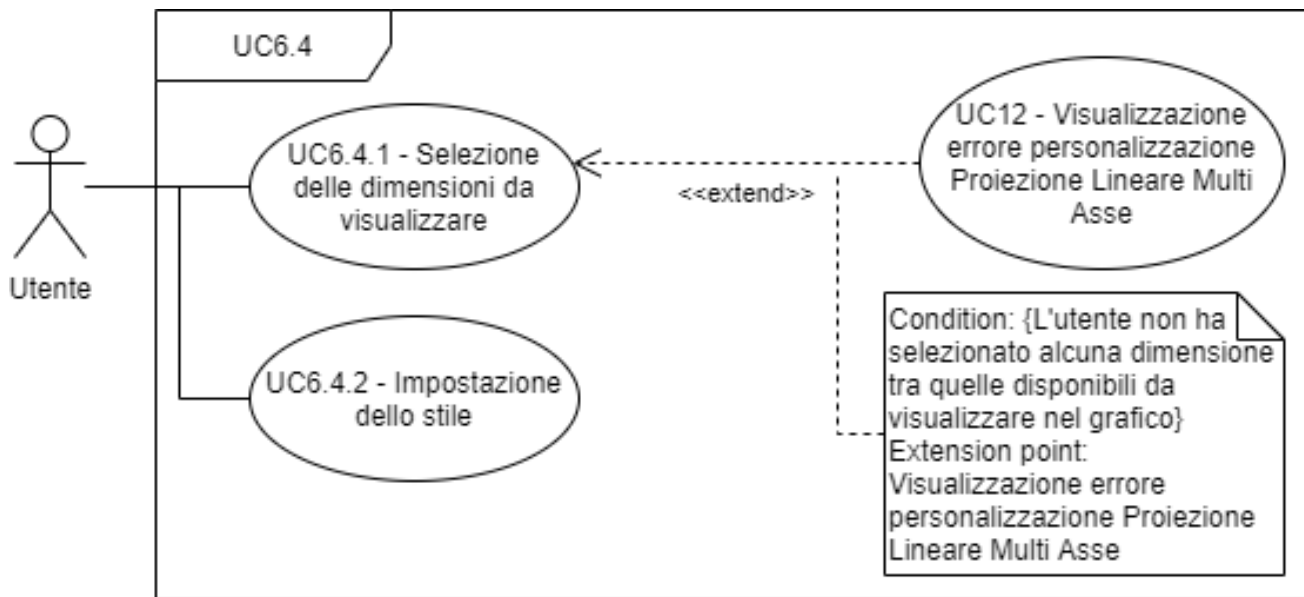 UC6.4
Utente
UC6.4.1 - Selezione
delle dimensioni da
visualizzare
<<extend>>
UC12 - Visualizzazione
errore personalizzazione
Proiezione Lineare Multi
Asse
UC6.4.2 - Impostazione
dello stile
Condition: {L'utente non ha
selezionato alcuna dimensione
tra quelle disponibili da
visualizzare nel grafico}
Extension point:
Visualizzazione errore
personalizzazione Proiezione
Lineare Multi Asse